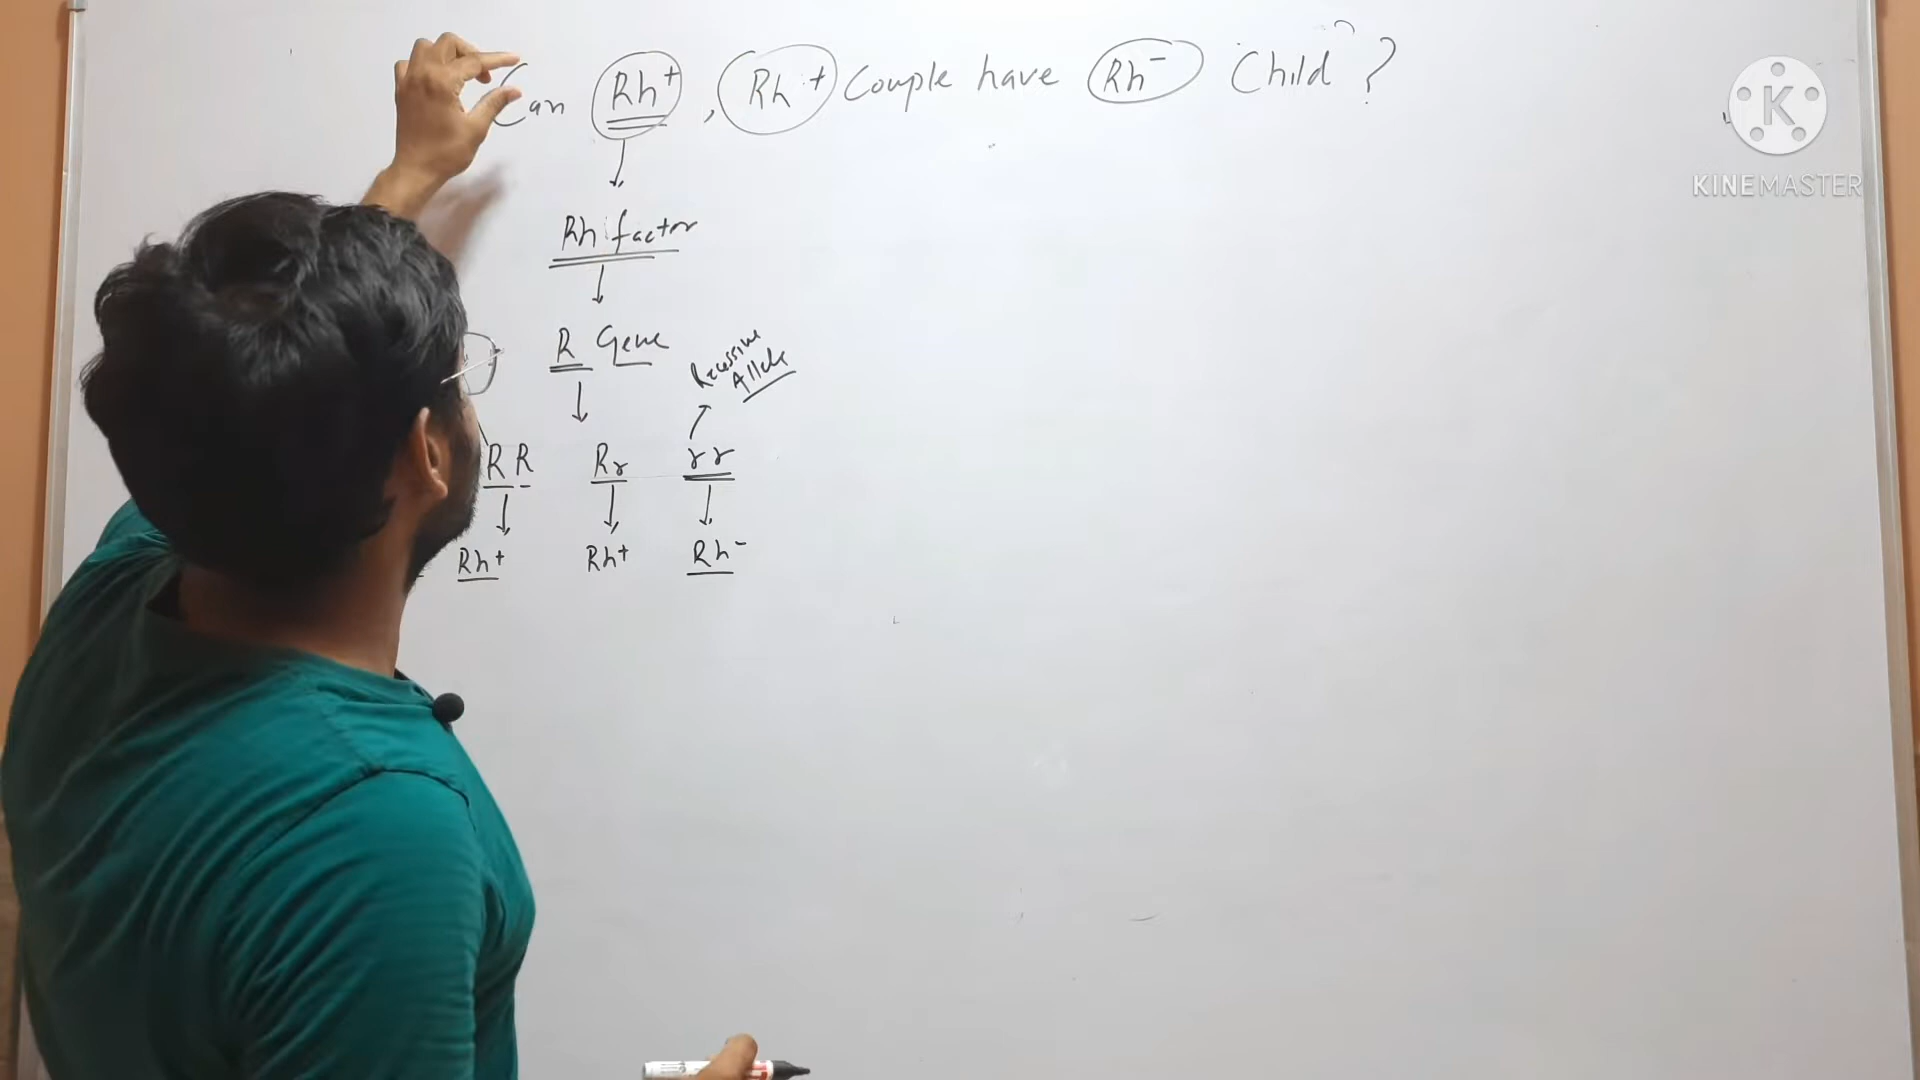 Can Rh+, Rh+ Couple have Rh- Child ?
Rh factor
R Gene
Recessive
Allele
RR Rr rr
Rh+ Rh+ Rh-
K
KINEMASTER